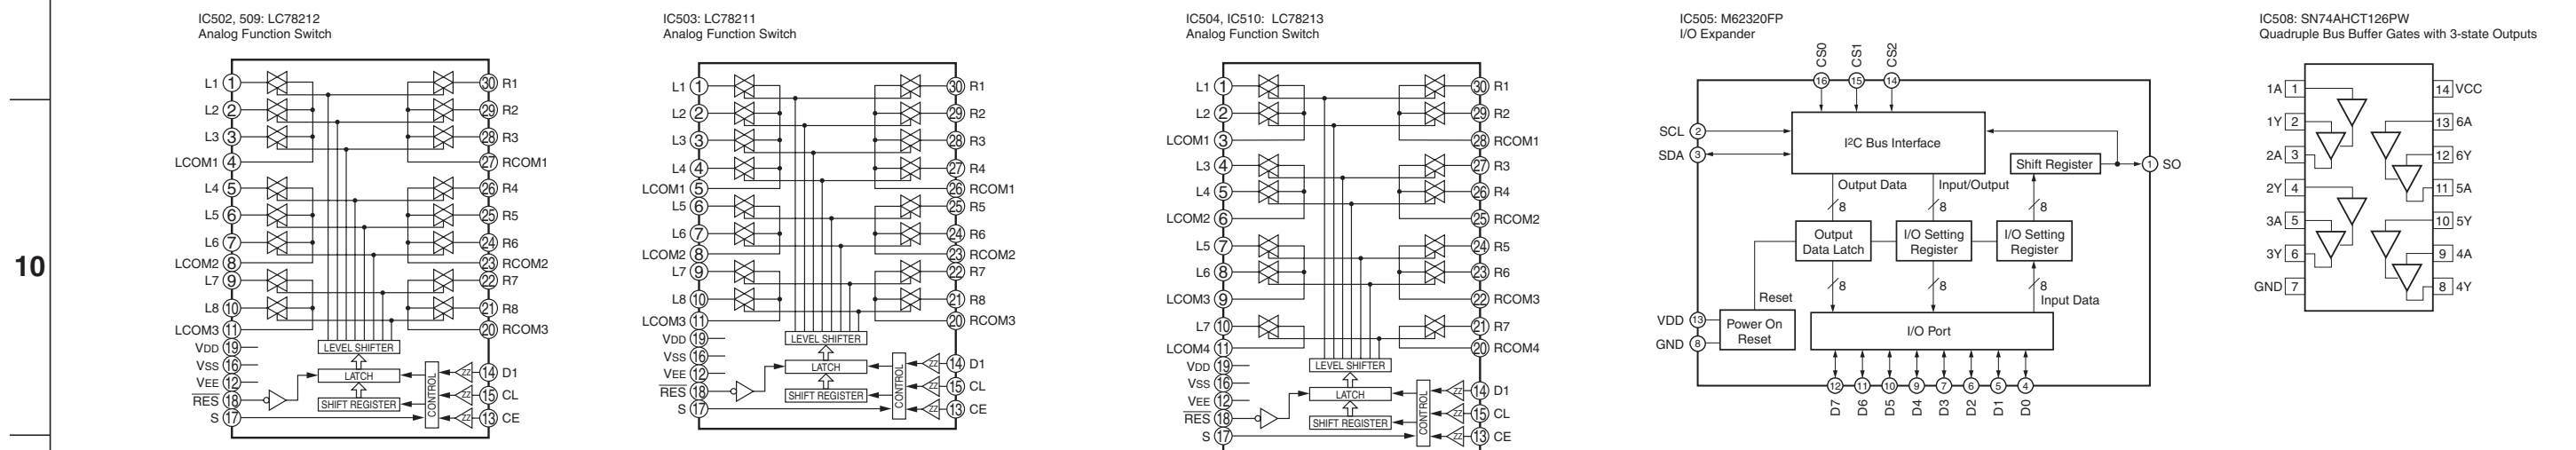 10
IC502, 509: LC78212
Analog Function Switch
L1 1
L2 2
L3 3
LCOM1 4
L4 5
L5 6
L6 7
LCOM2 8
L7 9
L8 10
LCOM3 11
VDD 19
VSS 16
VEE 12
RES 18
S 17
30 R1
29 R2
28 R3
27 RCOM1
26 R4
25 R5
24 R6
23 RCOM2
22 R7
21 R8
20 RCOM3
14 D1
15 CL
13 CE
LEVEL SHIFTER
LATCH
SHIFT REGISTER
CONTROL
IC503: LC78211
Analog Function Switch
L1 1
L2 2
L3 3
L4 4
LCOM1 5
L5 6
L6 7
LCOM2 8
L7 9
L8 10
LCOM3 11
VDD 19
VSS 16
VEE 12
RES 18
S 17
30 R1
29 R2
28 R3
27 R4
26 RCOM1
25 R5
24 R6
23 RCOM2
22 R7
21 R8
20 RCOM3
14 D1
15 CL
13 CE
LEVEL SHIFTER
LATCH
SHIFT REGISTER
CONTROL
IC504, IC510: LC78213
Analog Function Switch
L1 1
L2 2
LCOM1 3
L3 4
L4 5
LCOM2 6
L5 7
L6 8
LCOM3 9
L7 10
LCOM4 11
VDD 19
VSS 16
VEE 12
RES 18
S 17
30 R1
29 R2
28 RCOM1
27 R3
26 R4
25 RCOM2
24 R5
23 R6
22 RCOM3
21 R7
20 RCOM4
14 D1
15 CL
13 CE
LEVEL SHIFTER
LATCH
SHIFT REGISTER
CONTROL
IC505: M62320FP
I/O Expander
CS0 CS1 CS2
16 15 14
SCL 2
SDA 3
I2C Bus Interface
Shift Register
1 SO
Output Data
Input/Output
8 8 8
Output
Data Latch
I/O Setting
Register
I/O Setting
Register
8 8 8
Reset
Input Data
VDD 13
GND 8
Power On
Reset
I/O Port
12 11 10 9 7 6 5 4
D7 D6 D5 D4 D3 D2 D1 D0
IC508: SN74AHCT126PW
Quadruple Bus Buffer Gates with 3-state Outputs
1A 1
1Y 2
2A 3
2Y 4
3A 5
3Y 6
GND 7
14 VCC
13 6A
12 6Y
11 5A
10 5Y
9 4A
8 4Y